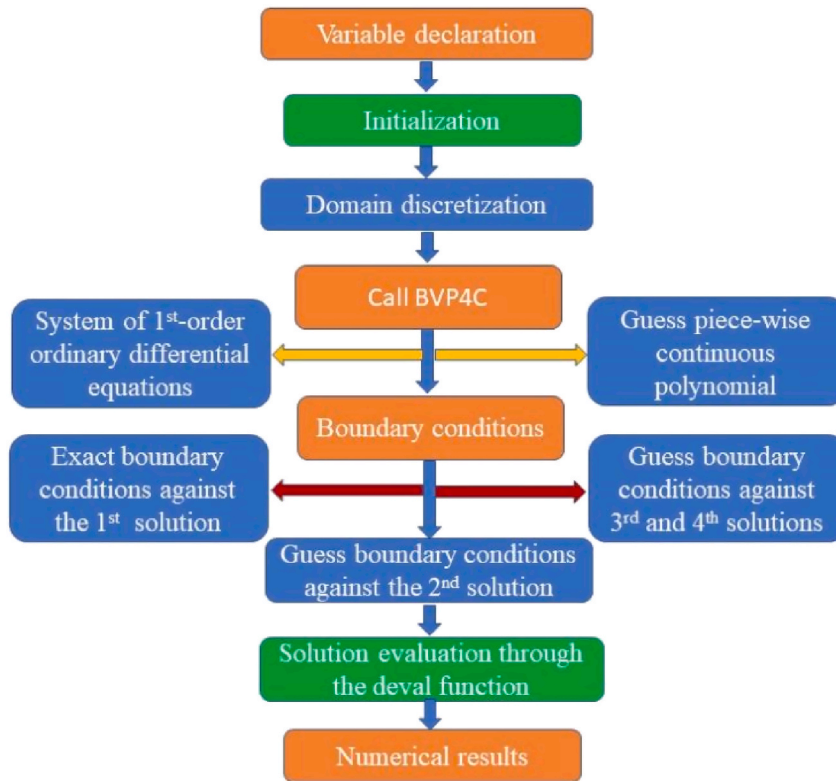 Variable declaration
Initialization
Domain discretization
Call BVP4C
System of 1st-order
ordinary differential
equations
Guess piece-wise
continuous
polynomial
Boundary conditions
Exact boundary
conditions against
the 1st solution
Guess boundary
conditions against
3rd and 4th solutions
Guess boundary conditions
against the 2nd solution
Solution evaluation through
the deval function
Numerical results